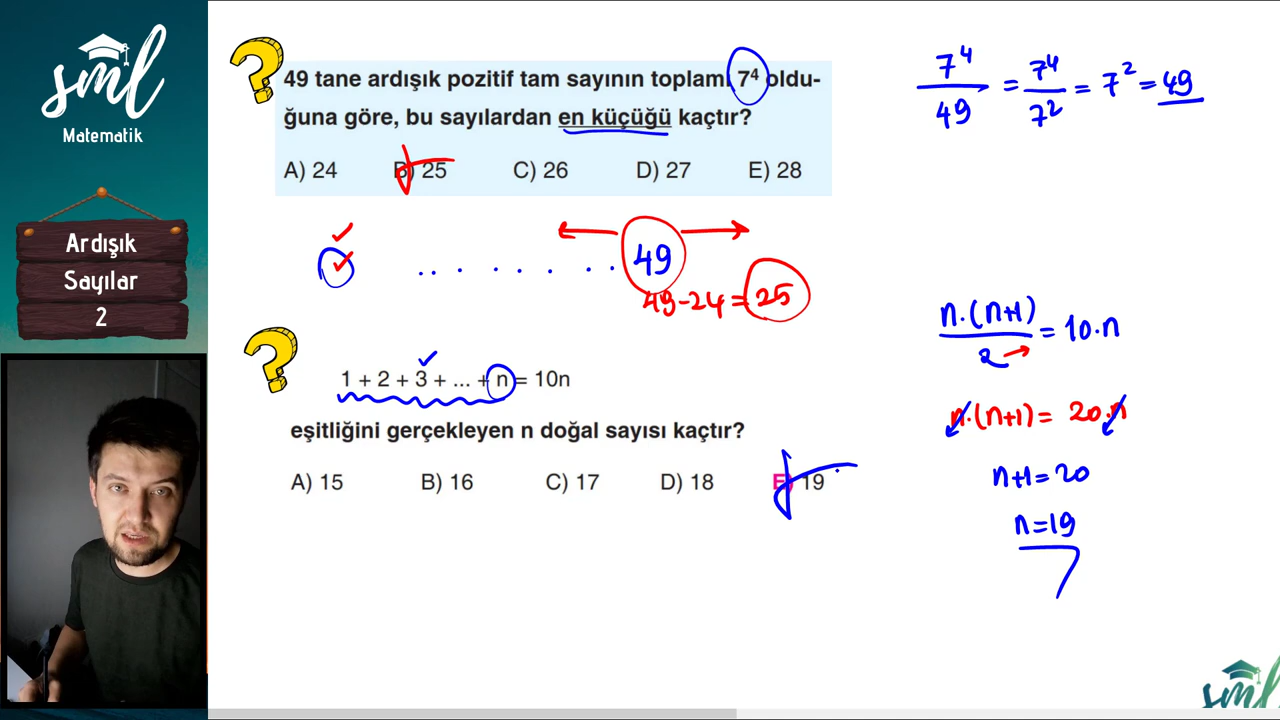 sml
Matematik
Ardışık
Sayılar
2
?
49 tane ardışık pozitif tam sayının toplamı 7⁴ oldu-
ğuna göre, bu sayılardan en küçüğü kaçtır?
A) 24 B) 25 C) 26 D) 27 E) 28
. . . . . . . . 49
49-24 = 25
7⁴/49 = 7⁴/7² = 7² = 49
?
1 + 2 + 3 + ... + n = 10n
eşitliğini gerçekleyen n doğal sayısı kaçtır?
A) 15 B) 16 C) 17 D) 18 E) 19
n.(n+1)/2 = 10.n
n.(n+1) = 20.n
n+1 = 20
n = 19
sml